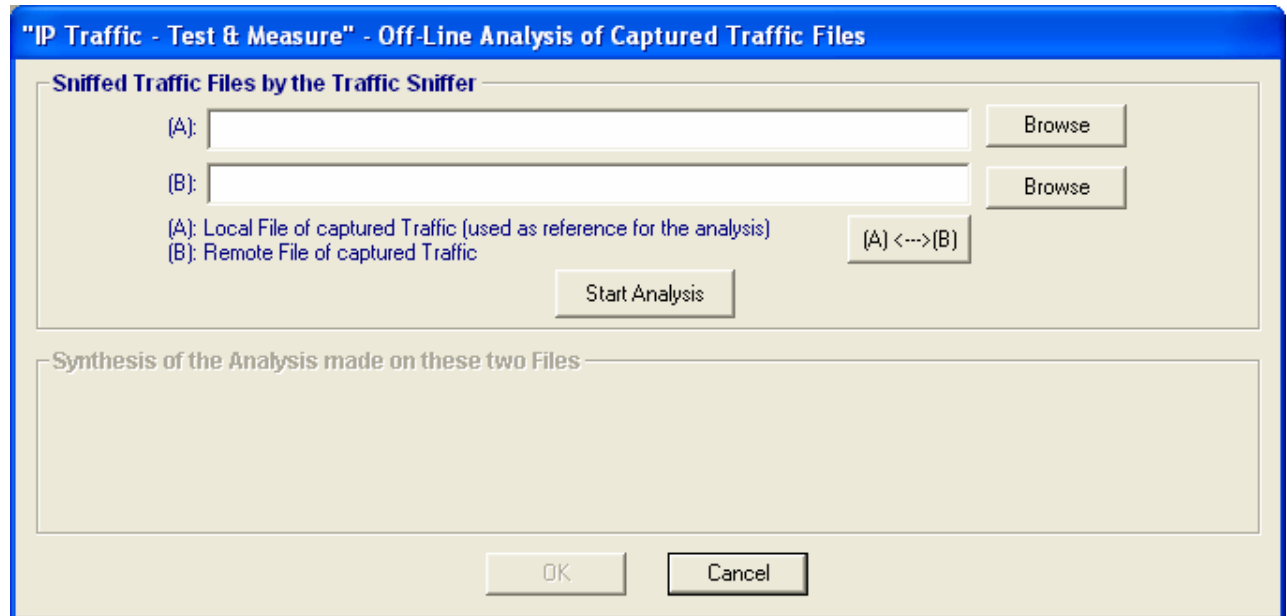 "IP Traffic - Test & Measure" - Off-Line Analysis of Captured Traffic Files
Sniffed Traffic Files by the Traffic Sniffer
(A):
Browse
(B):
Browse
(A): Local File of captured Traffic (used as reference for the analysis)
(B): Remote File of captured Traffic
(A) <--->(B)
Start Analysis
Synthesis of the Analysis made on these two Files
OK
Cancel